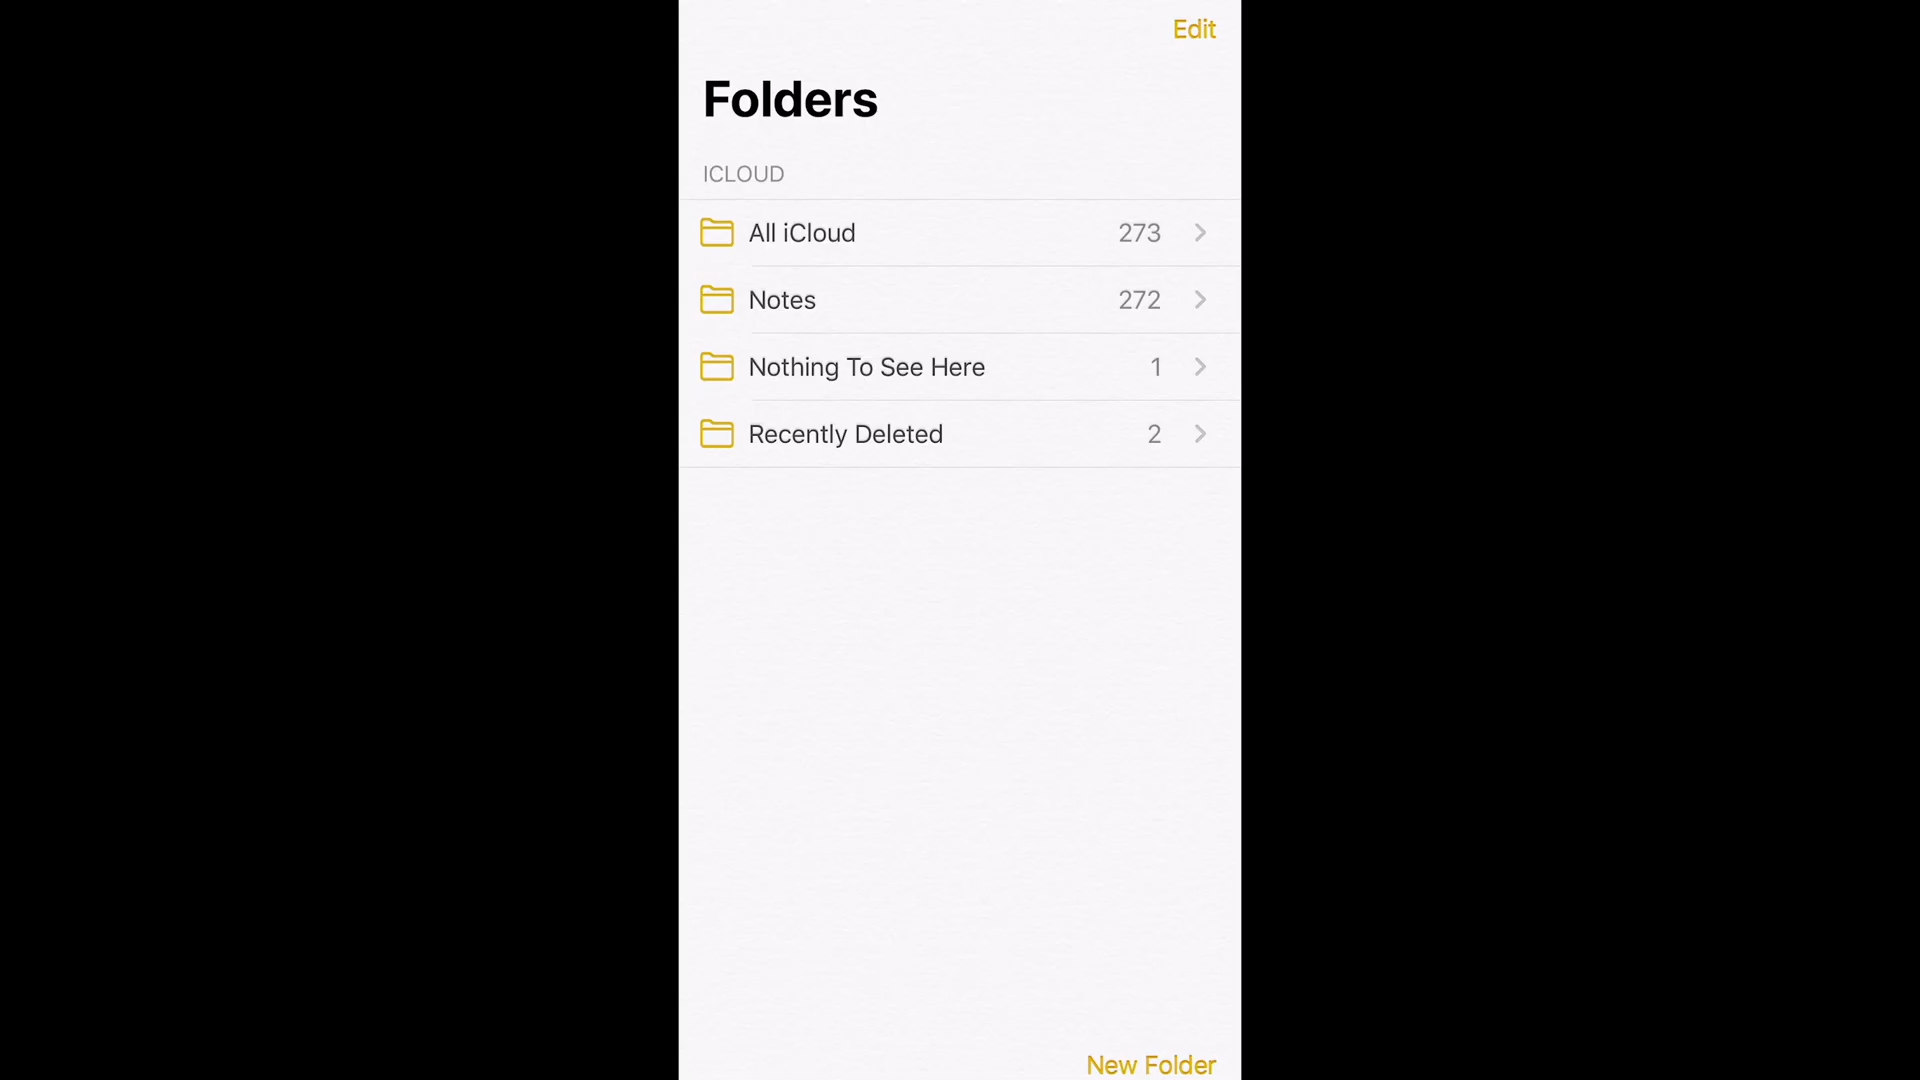 Edit
Folders
ICLOUD
All iCloud 273
Notes 272
Nothing To See Here 1
Recently Deleted 2
New Folder